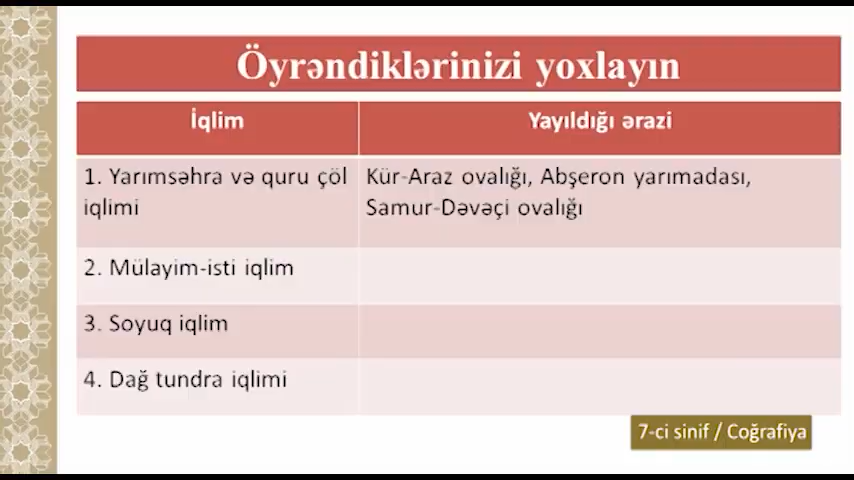 Öyrəndiklərinizi yoxlayın
İqlim
Yayıldığı ərazi
1. Yarımsəhra və quru çöl
iqlimi
Kür-Araz ovalığı, Abşeron yarımadası,
Samur-Dəvəçi ovalığı
2. Mülayim-isti iqlim
3. Soyuq iqlim
4. Dağ tundra iqlimi
7-ci sinif / Coğrafiya